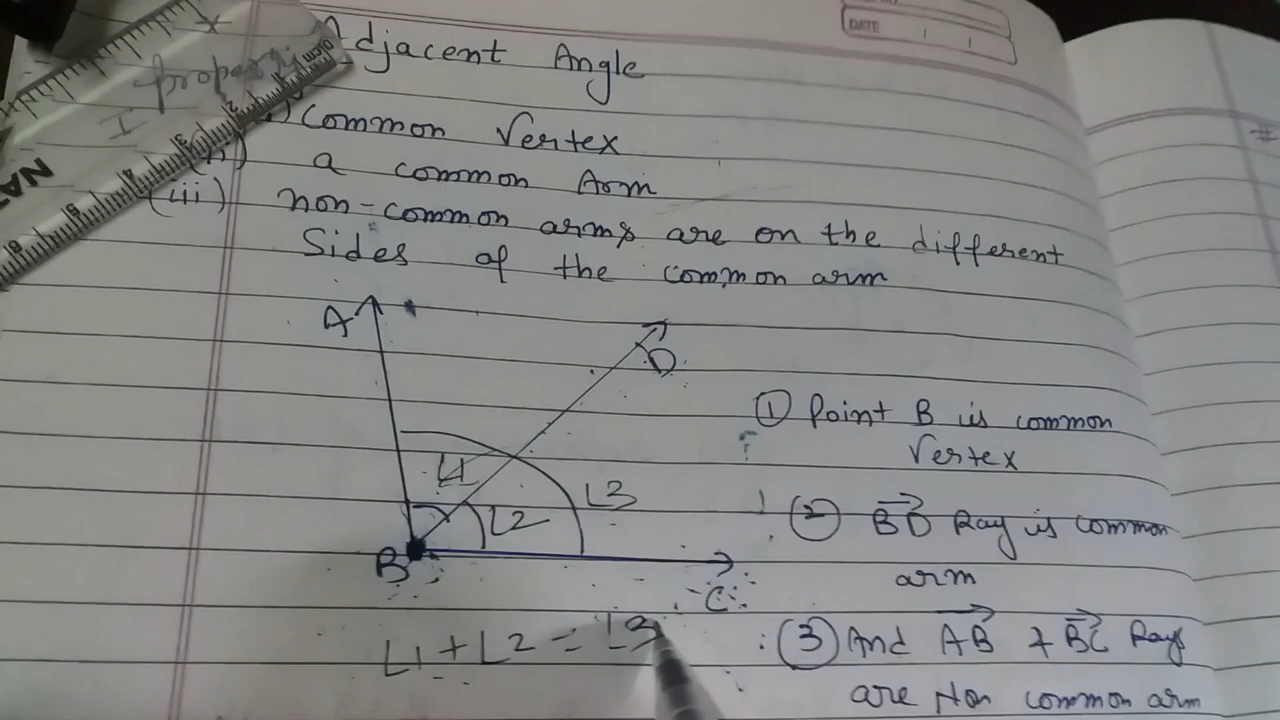 DATE
Adjacent Angle
Common Vertex
(ii) a common Arm
(iii) non-common arms are on the different
Sides of the common arm
A
D
∠1
∠2
∠3
B
C
① Point B is common
Vertex
② BD Ray is common
arm
③ And AB & BC Rays
are Non common arm
∠1 + ∠2 = ∠3